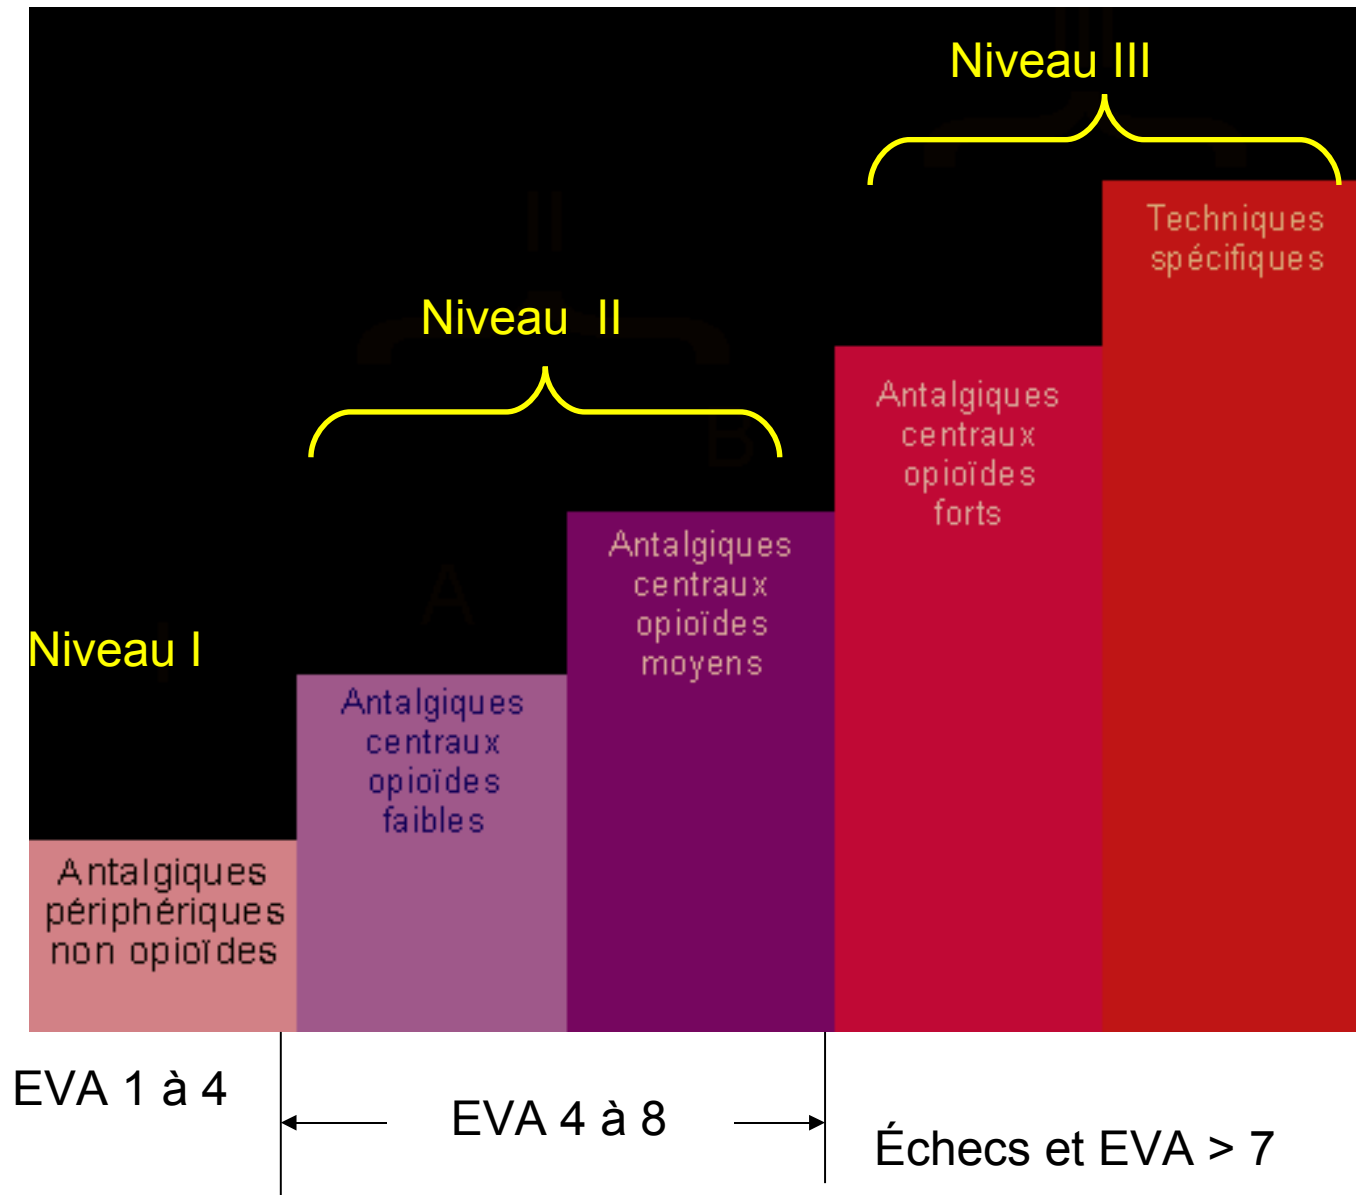 Niveau III
Techniques
spécifiques
II
Niveau  II
Antalgiques
centraux
opioïdes
forts
B
Antalgiques
centraux
opioïdes
moyens
A
Niveau I
Antalgiques
centraux
opioïdes
faibles
Antalgiques
périphériques
non opioïdes
EVA 1 à 4
EVA 4 à 8
Échecs et EVA > 7